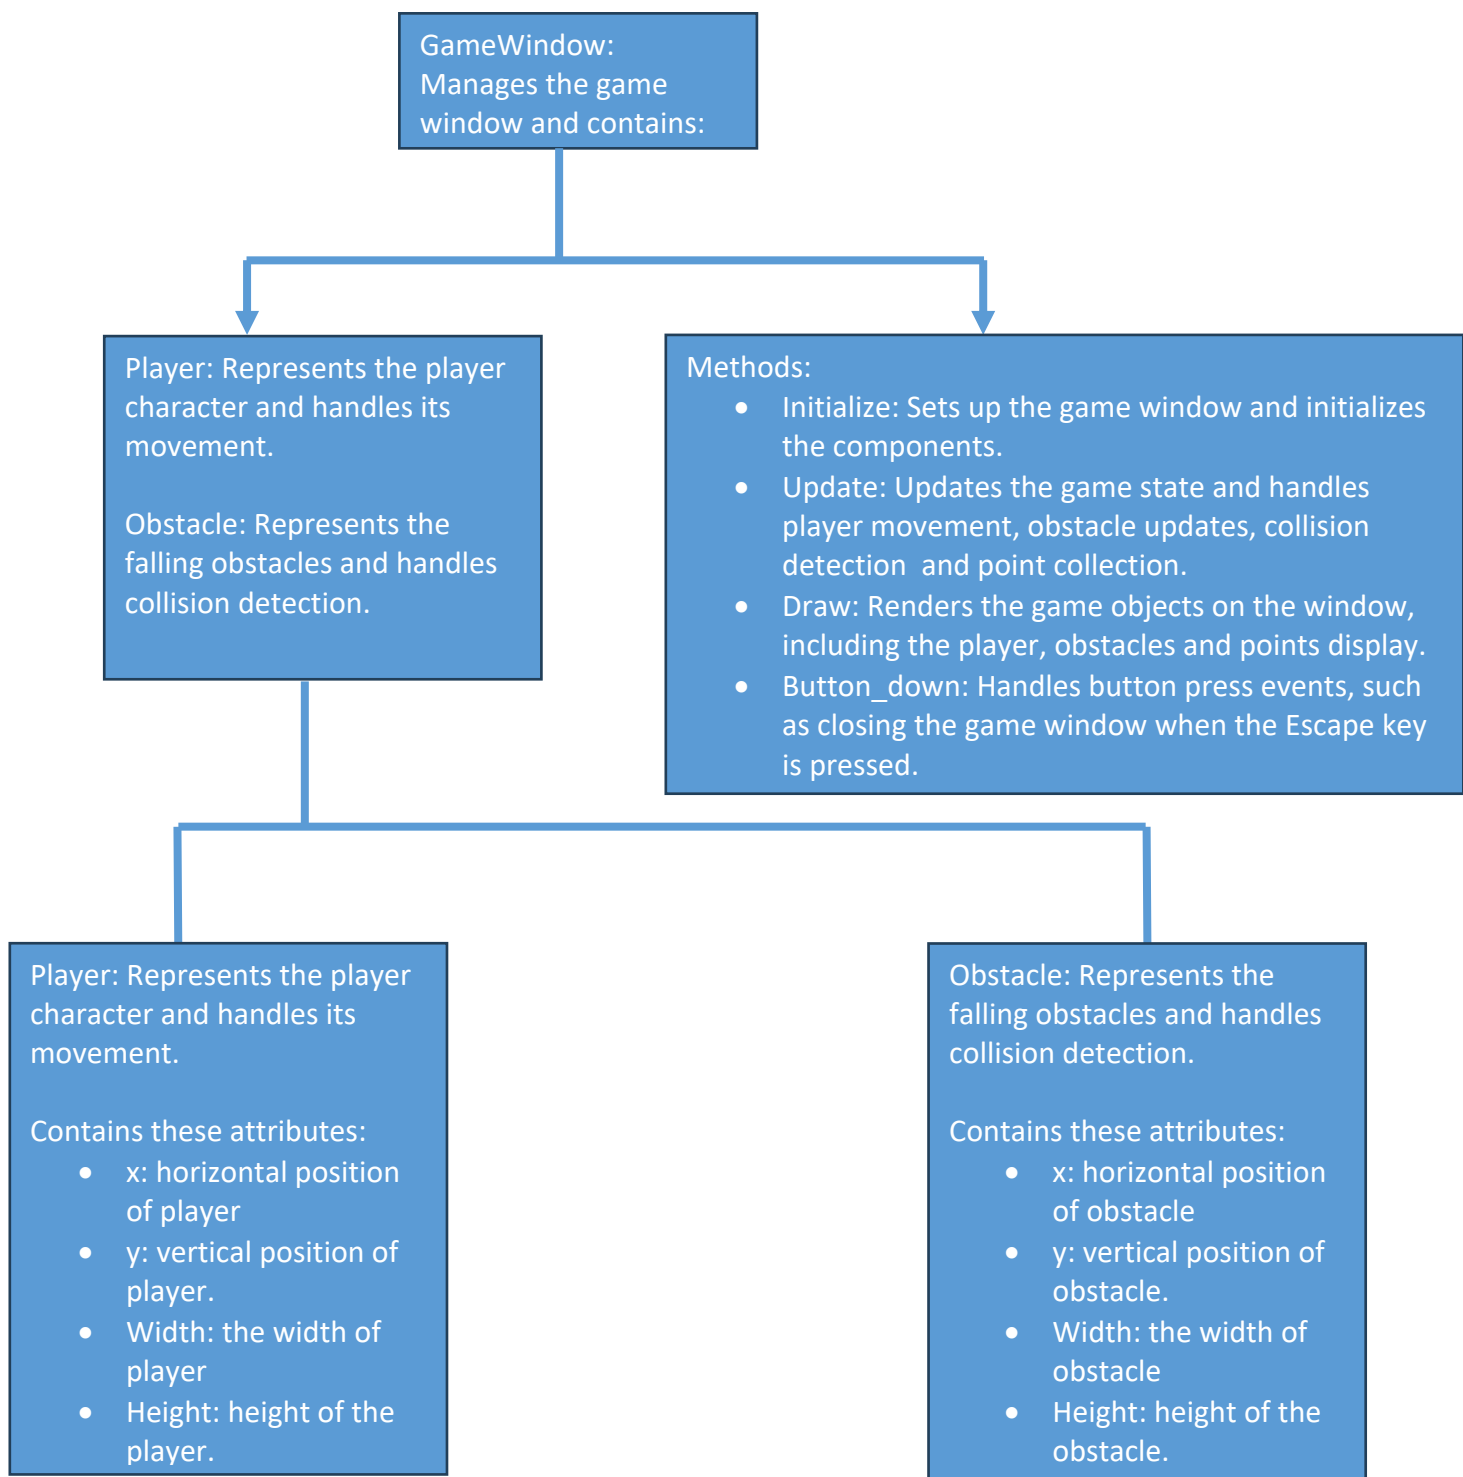 GameWindow:
Manages the game
window and contains:
Player: Represents the player
character and handles its
movement.
Obstacle: Represents the
falling obstacles and handles
collision detection.
Methods:
• Initialize: Sets up the game window and initializes
the components.
• Update: Updates the game state and handles
player movement, obstacle updates, collision
detection  and point collection.
• Draw: Renders the game objects on the window,
including the player, obstacles and points display.
• Button_down: Handles button press events, such
as closing the game window when the Escape key
is pressed.
Player: Represents the player
character and handles its
movement.
Contains these attributes:
• x: horizontal position
of player
• y: vertical position of
player.
• Width: the width of
player
• Height: height of the
player.
Obstacle: Represents the
falling obstacles and handles
collision detection.
Contains these attributes:
• x: horizontal position
of obstacle
• y: vertical position of
obstacle.
• Width: the width of
obstacle
• Height: height of the
obstacle.